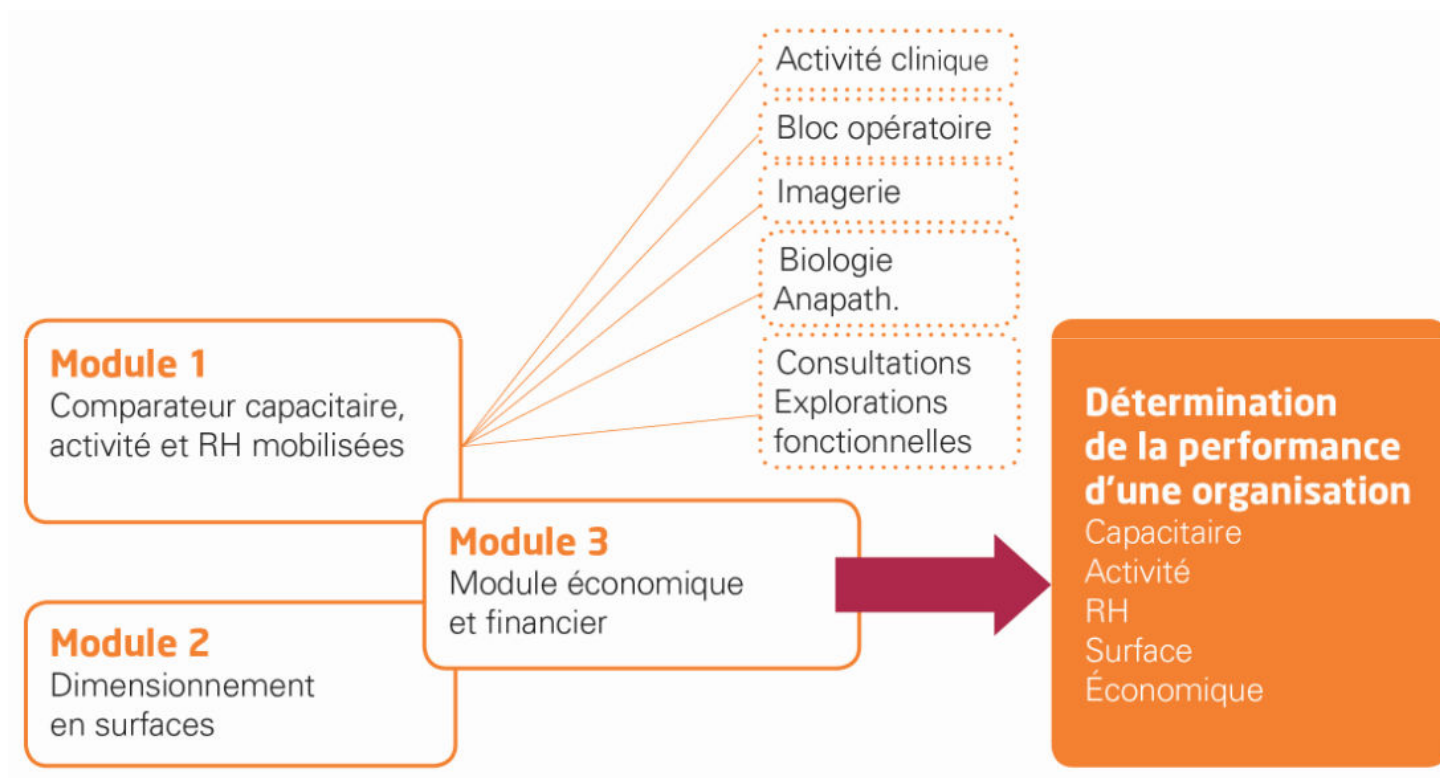 Activité clinique
Bloc opératoire
Imagerie
Biologie
Anapath.
Consultations
Explorations
fonctionnelles
Module 1
Comparateur capacitaire,
activité et RH mobilisées
Module 3
Module économique
et financier
Module 2
Dimensionnement
en surfaces
Détermination
de la performance
d’une organisation
Capacitaire
Activité
RH
Surface
Économique